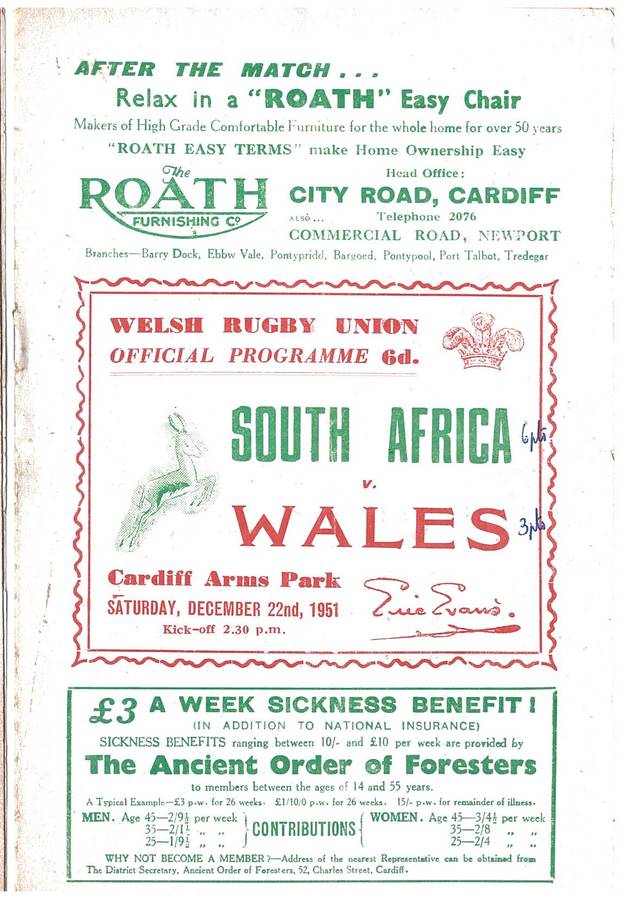 AFTER THE MATCH . . .
Relax in a "ROATH" Easy Chair
Makers of High Grade Comfortable Furniture for the whole home for over 50 years
"ROATH EASY TERMS" make Home Ownership Easy
The
ROATH
FURNISHING Co
Head Office:
CITY ROAD, CARDIFF
ALSO ... Telephone 2076
COMMERCIAL ROAD, NEWPORT
Branches—Barry Dock, Ebbw Vale, Pontypridd, Bargoed, Pontypool, Port Talbot, Tredegar
WELSH RUGBY UNION
OFFICIAL PROGRAMME 6d.
SOUTH AFRICA 6 pts
v.
WALES 3 pts
Cardiff Arms Park
SATURDAY, DECEMBER 22nd, 1951
Kick-off 2.30 p.m.
Eric Evans.
£3 A WEEK SICKNESS BENEFIT!
(IN ADDITION TO NATIONAL INSURANCE)
SICKNESS BENEFITS ranging between 10/- and £10 per week are provided by
The Ancient Order of Foresters
to members between the ages of 14 and 55 years.
A Typical Example—£3 p.w. for 26 weeks. £1/10/0 p.w. for 26 weeks. 15/- p.w. for remainder of illness.
MEN. Age 45—2/9½ per week
35—2/1½ ,, ,,
25—1/9½ ,, ,,
CONTRIBUTIONS
WOMEN. Age 45—3/4½ per week
35—2/8 ,, ,,
25—2/4 ,, ,,
WHY NOT BECOME A MEMBER?—Address of the nearest Representative can be obtained from
The District Secretary, Ancient Order of Foresters, 52, Charles Street, Cardiff.